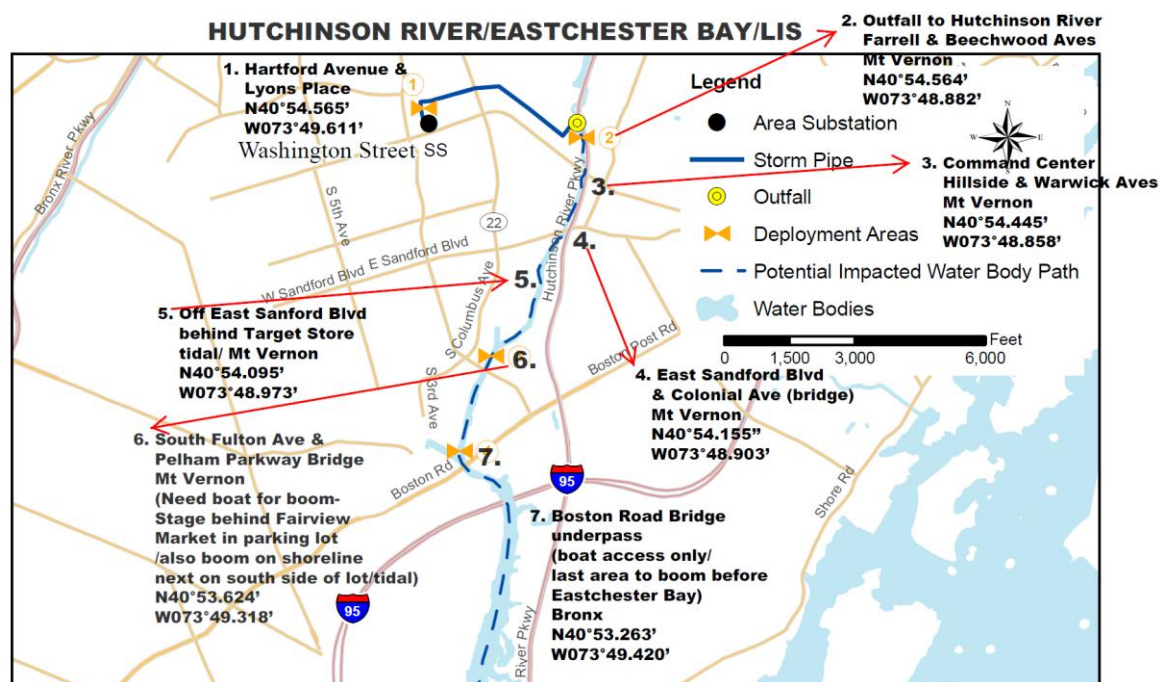 HUTCHINSON RIVER/EASTCHESTER BAY/LIS
2. Outfall to Hutchinson River
Farrell & Beechwood Aves
Mt Vernon
N40°54.564’
W073°48.882’
1. Hartford Avenue &
Lyons Place
N40°54.565’
W073°49.611’
Washington Street SS
1
2
Legend
Area Substation
Storm Pipe
Outfall
Deployment Areas
Potential Impacted Water Body Path
Water Bodies
Feet
0 1,500 3,000 6,000
N
W E
S
3. Command Center
Hillside & Warwick Aves
Mt Vernon
N40°54.445’
W073°48.858’
3.
4.
5.
6.
7.
Bronx River Pkwy
S 5th Ave
22
W Sandford Blvd
E Sandford Blvd
S Columbus Ave
Hutchinson River Pkwy
S 3rd Ave
Boston Post Rd
Boston Rd
Shore Rd
River Pkwy
95
95
5. Off East Sanford Blvd
behind Target Store
tidal/ Mt Vernon
N40°54.095’
W073°48.973’
4. East Sandford Blvd
& Colonial Ave (bridge)
Mt Vernon
N40°54.155”
W073°48.903’
6. South Fulton Ave &
Pelham Parkway Bridge
Mt Vernon
(Need boat for boom-
Stage behind Fairview
Market in parking lot
/also boom on shoreline
next on south side of lot/tidal)
N40°53.624’
W073°49.318’
7. Boston Road Bridge
underpass
(boat access only/
last area to boom before
Eastchester Bay)
Bronx
N40°53.263’
W073°49.420’